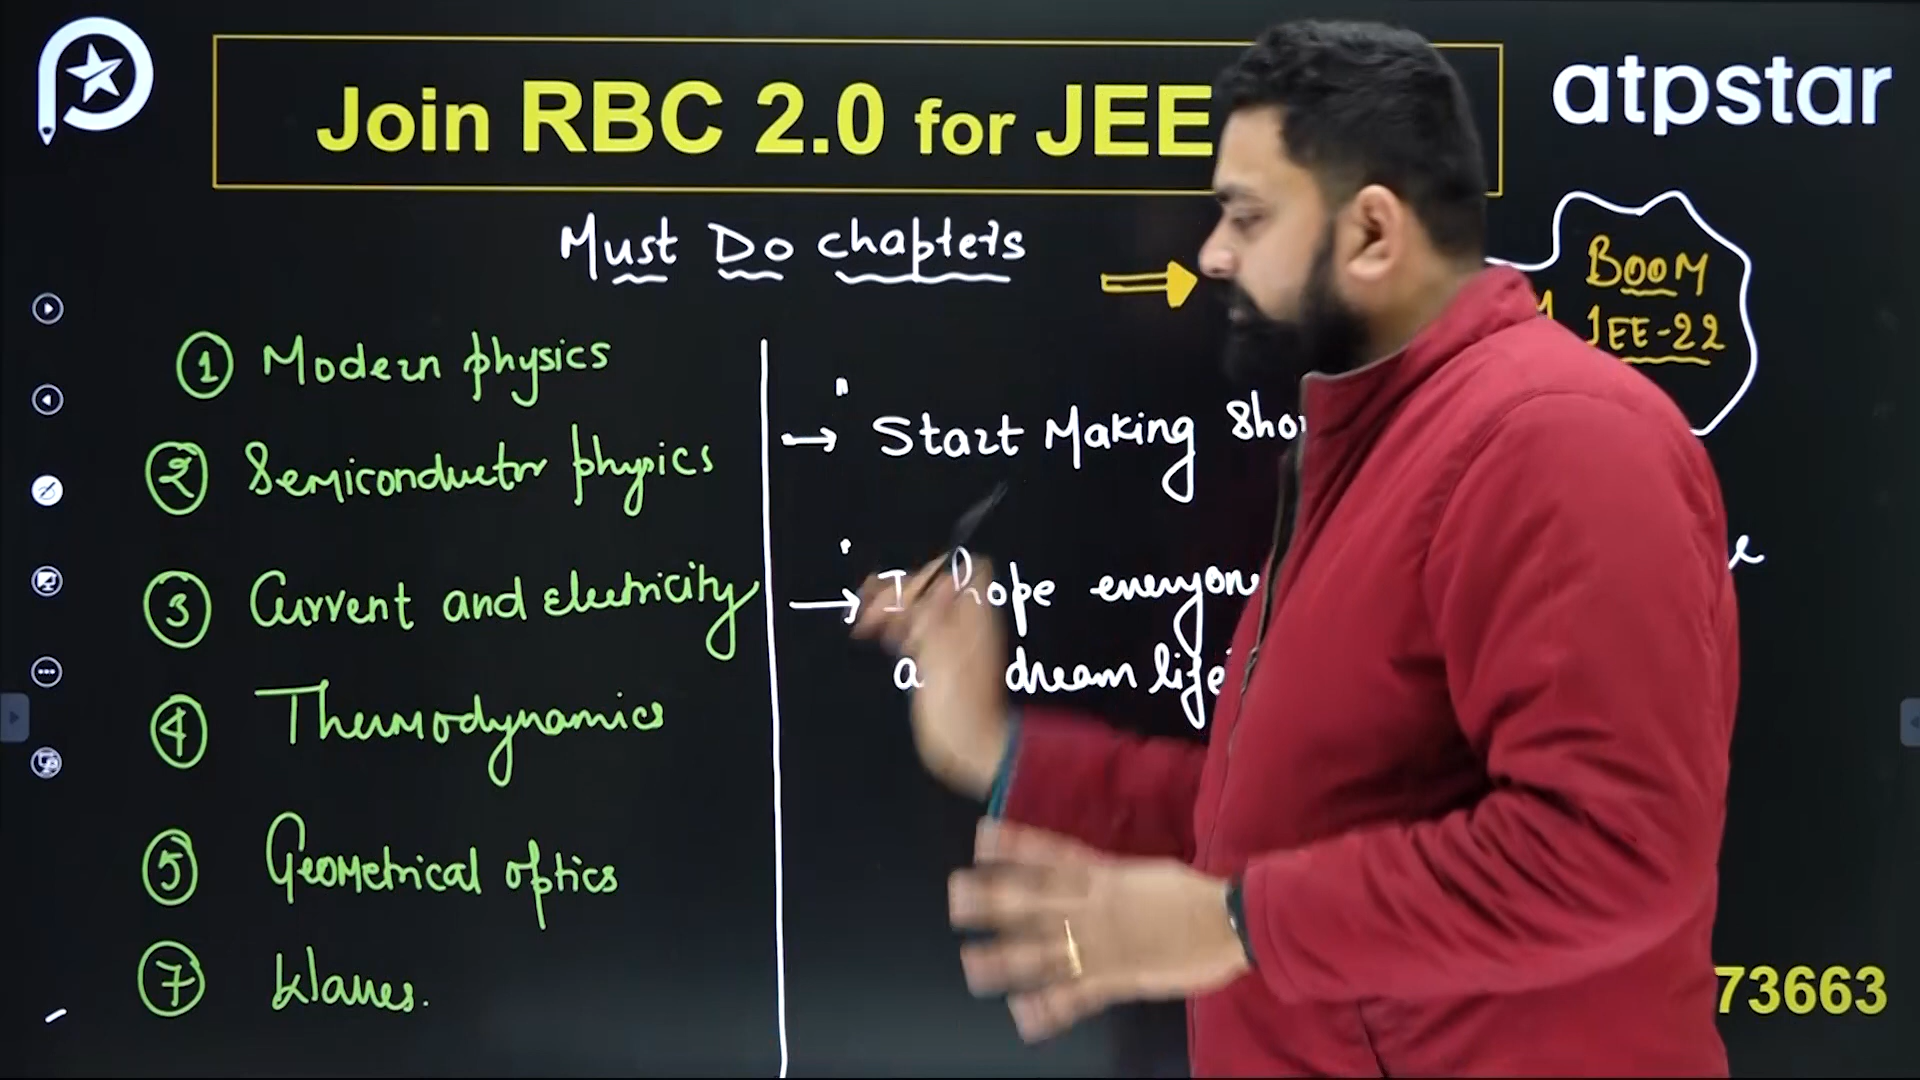 Join RBC 2.0 for JEE
atpstar
Must Do chapters
BOOM
JEE-22
① Modern physics
② Semiconductor physics
③ Current and electricity
④ Thermodynamics
⑤ Geometrical optics
⑦ Waves.
→ Start Making Sho
→ I hope everyone
dream life
73663